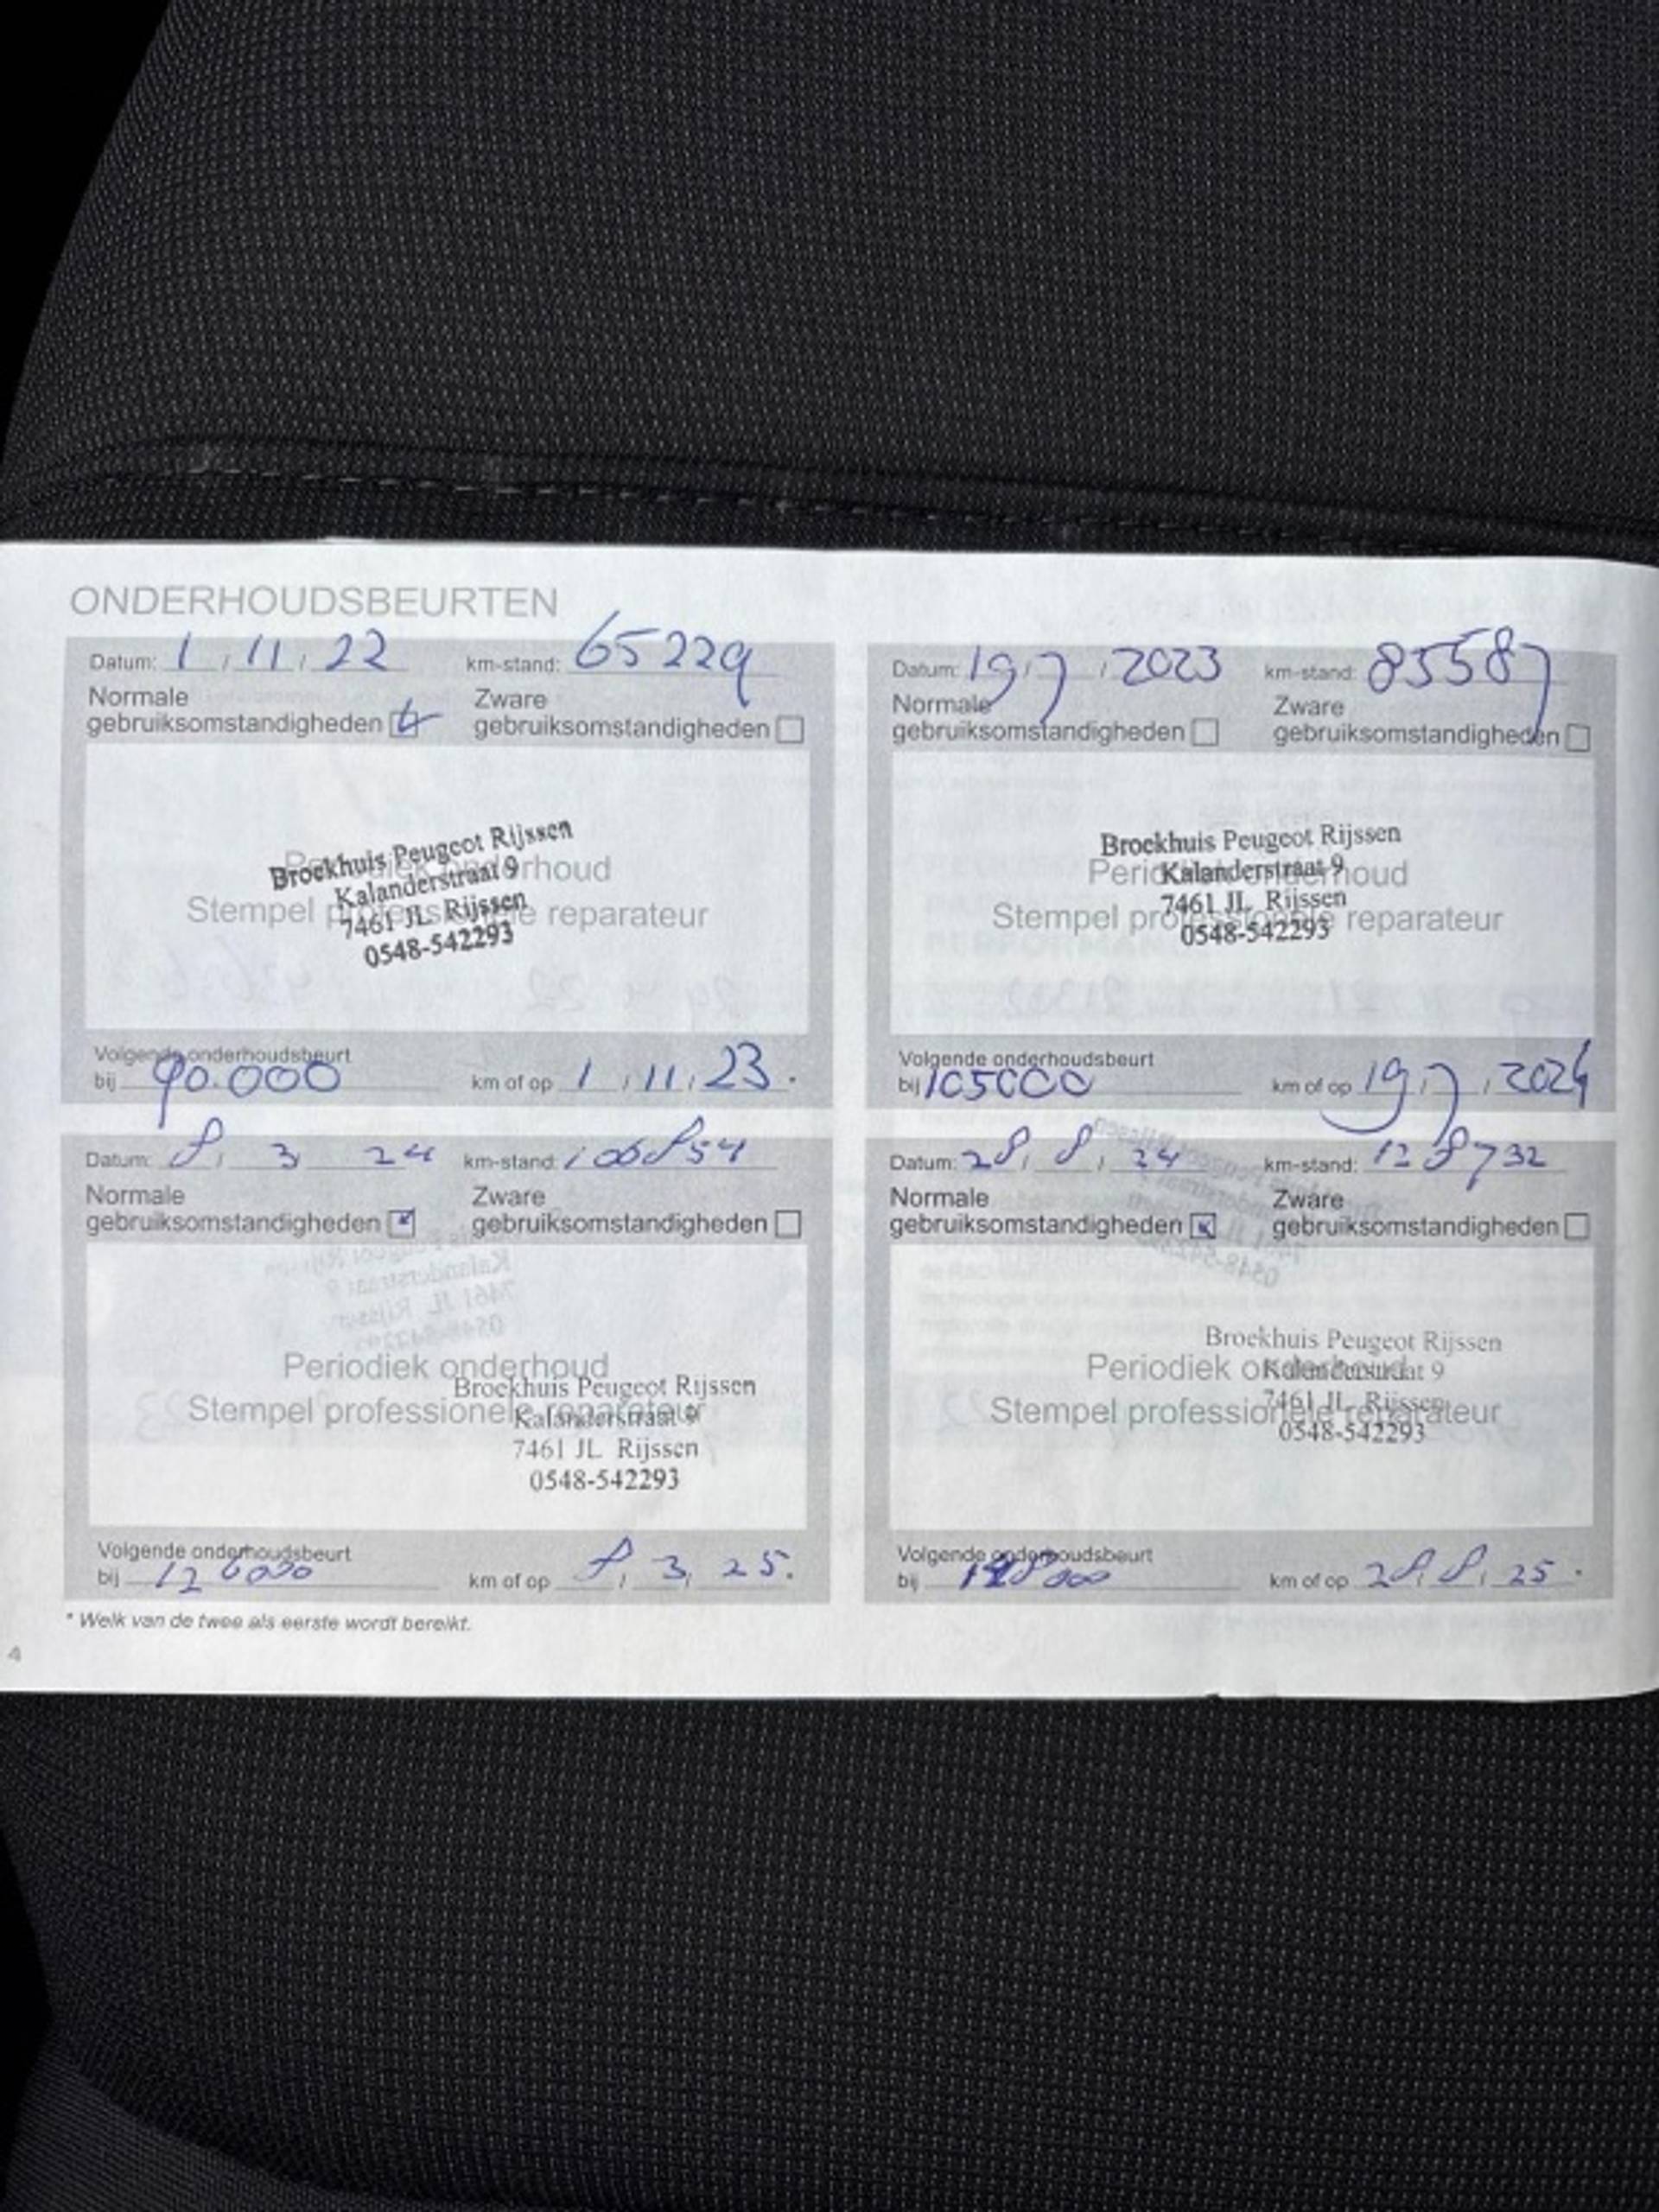 ONDERHOUDSBEURTEN
Datum: 1 / 11 / 22 km-stand: 65229
Normale gebruiksomstandigheden
Zware gebruiksomstandigheden
Broekhuis Peugeot Rijssen
Kalanderstraat 9
7461 JL Rijssen
0548-542293
Periodiek onderhoud
Stempel professionele reparateur
Volgende onderhoudsbeurt
bij 90.000 km of op 1 / 11 / 23.
Datum: 19 / 7 / 2023 km-stand: 85587
Normale gebruiksomstandigheden
Zware gebruiksomstandigheden
Broekhuis Peugeot Rijssen
Kalanderstraat 9
7461 JL Rijssen
0548-542293
Periodiek onderhoud
Stempel professionele reparateur
Volgende onderhoudsbeurt
bij 105000 km of op 19 / 7 / 2024
Datum: 8 / 3 24 km-stand: 106854
Normale gebruiksomstandigheden
Zware gebruiksomstandigheden
Periodiek onderhoud
Stempel professionele reparateur
Broekhuis Peugeot Rijssen
Kalanderstraat 9
7461 JL Rijssen
0548-542293
Volgende onderhoudsbeurt
bij 126000 km of op 8 / 3 / 25.
Datum: 28 / 8 / 24 km-stand: 128732
Normale gebruiksomstandigheden
Zware gebruiksomstandigheden
Broekhuis Peugeot Rijssen
Kalanderstraat 9
7461 JL Rijssen
0548-542293
Periodiek onderhoud
Stempel professionele reparateur
Volgende onderhoudsbeurt
bij km of op 28 / 8 / 25.
* Welk van de twee als eerste wordt bereikt.
4